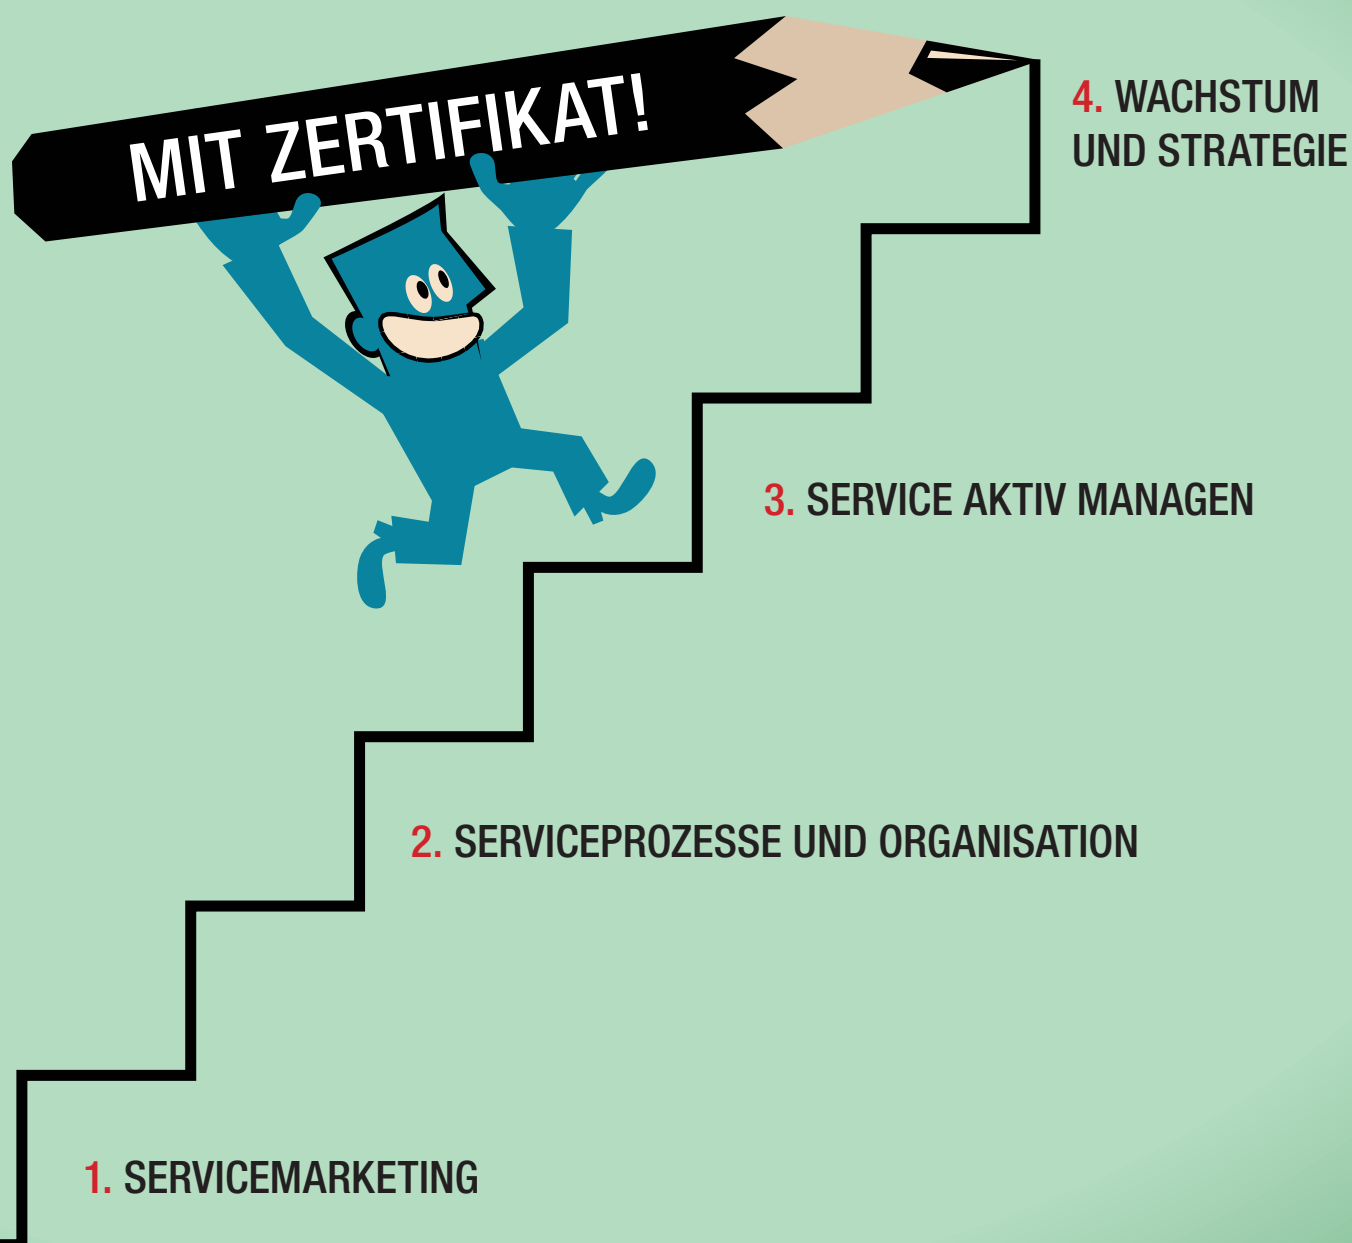 MIT ZERTIFIKAT!
4. WACHSTUM
UND STRATEGIE
3. SERVICE AKTIV MANAGEN
2. SERVICEPROZESSE UND ORGANISATION
1. SERVICEMARKETING